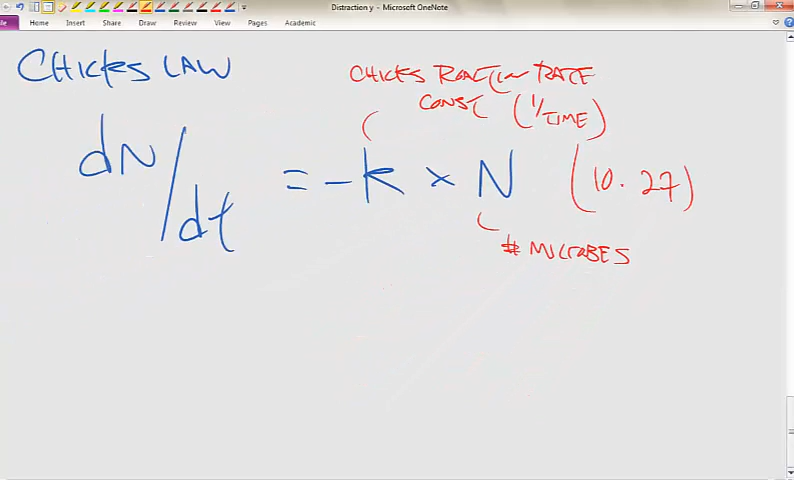 Distraction y - Microsoft OneNote
File Home Insert Share Draw Review View Pages Academic
CHICKS LAW
CHICKS REACTION RATE
CONST (1/TIME)
dN/dt = -k × N (10.27)
# MICROBES